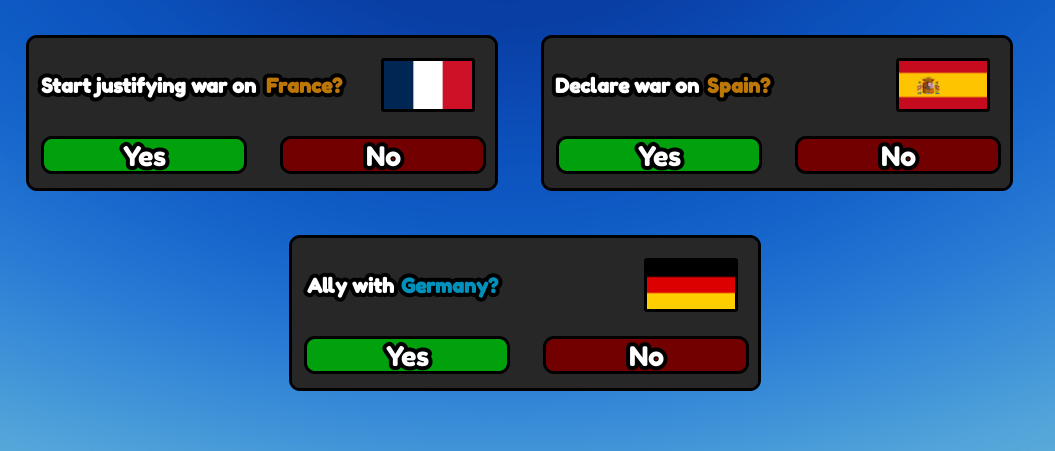 Start justifying war on France?
Yes
No
Declare war on Spain?
Yes
No
Ally with Germany?
Yes
No